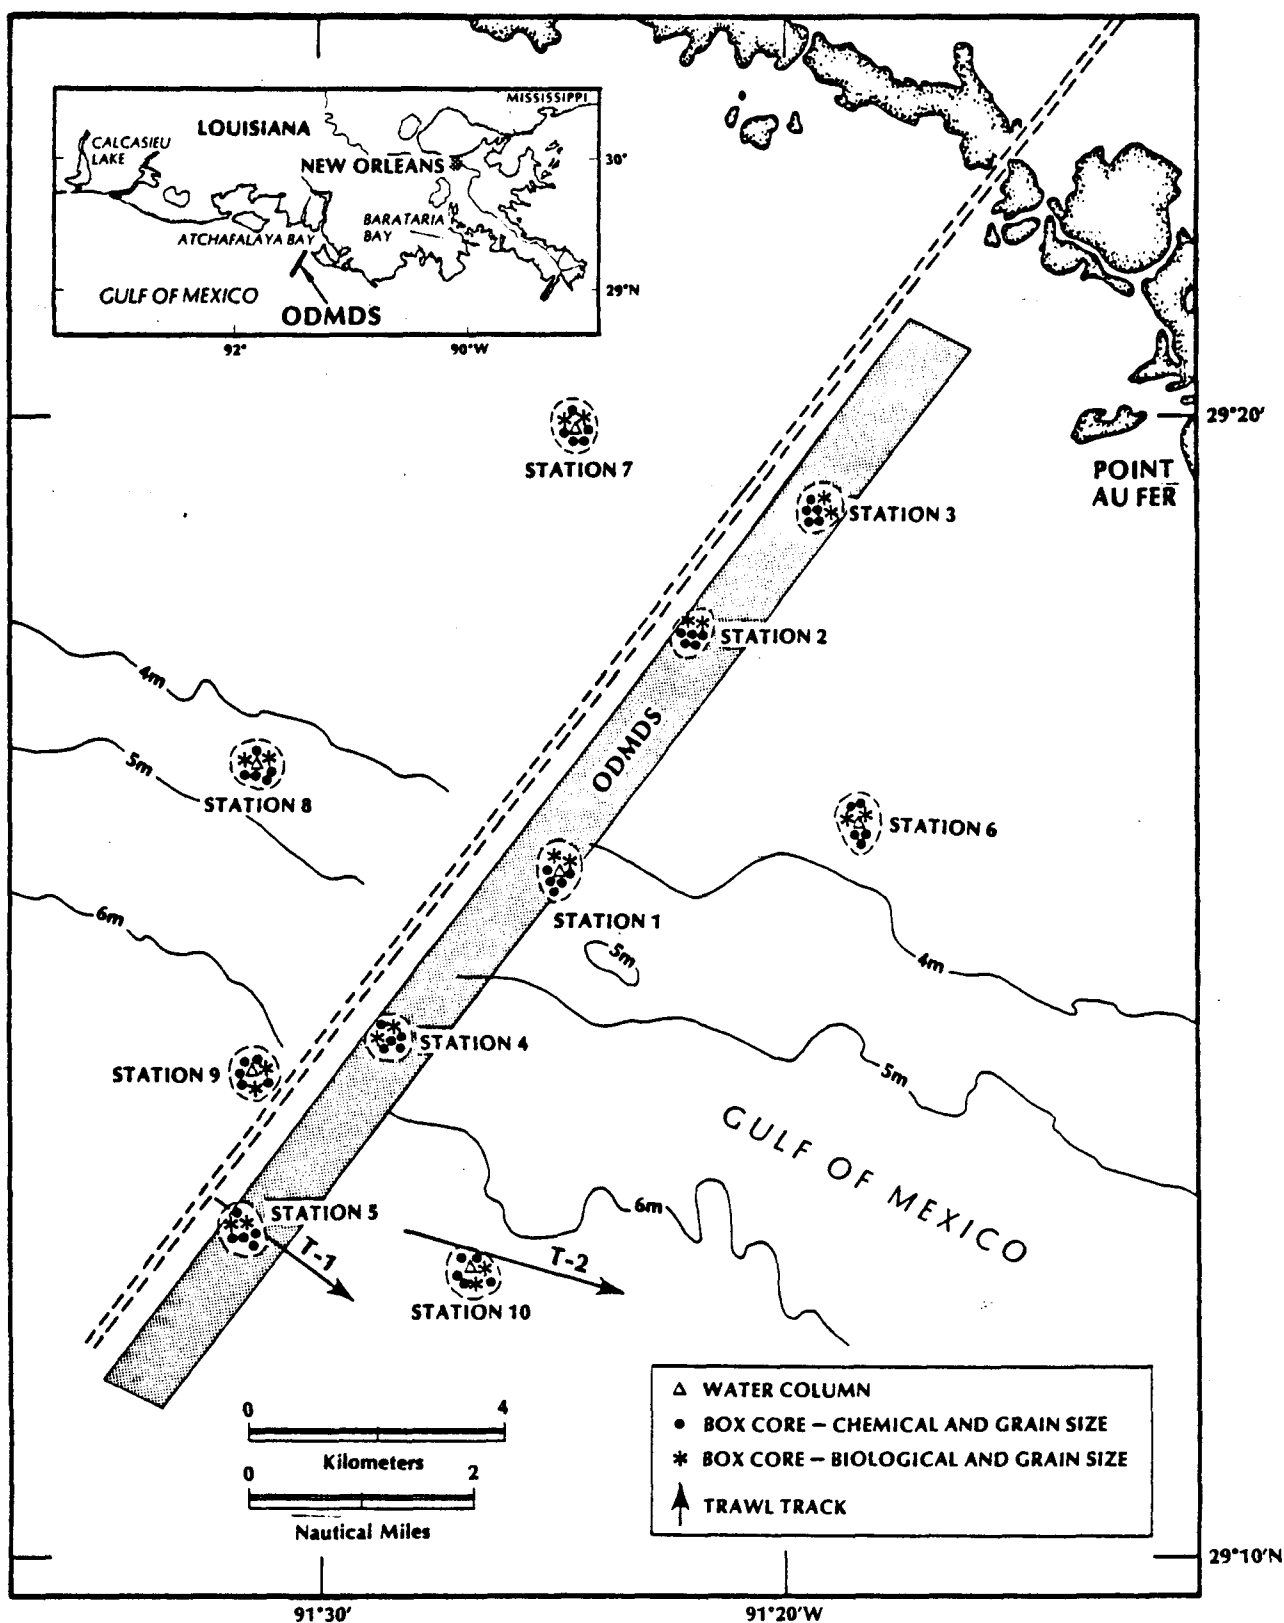 MISSISSIPPI
LOUISIANA
CALCASIEU
LAKE
NEW ORLEANS
30°
BARATARIA
BAY
ATCHAFALAYA BAY
GULF OF MEXICO
29°N
ODMDS
92°
90°W
29°20'
STATION 7
POINT
AU FER
STATION 3
STATION 2
4m
ODMDS
5m
STATION 8
STATION 6
6m
STATION 1
5m
4m
STATION 4
STATION 9
5m
GULF OF MEXICO
6m
STATION 5
T-1
T-2
STATION 10
0 4
Kilometers
0 2
Nautical Miles
△ WATER COLUMN
● BOX CORE – CHEMICAL AND GRAIN SIZE
* BOX CORE – BIOLOGICAL AND GRAIN SIZE
TRAWL TRACK
29°10'N
91°30'
91°20'W